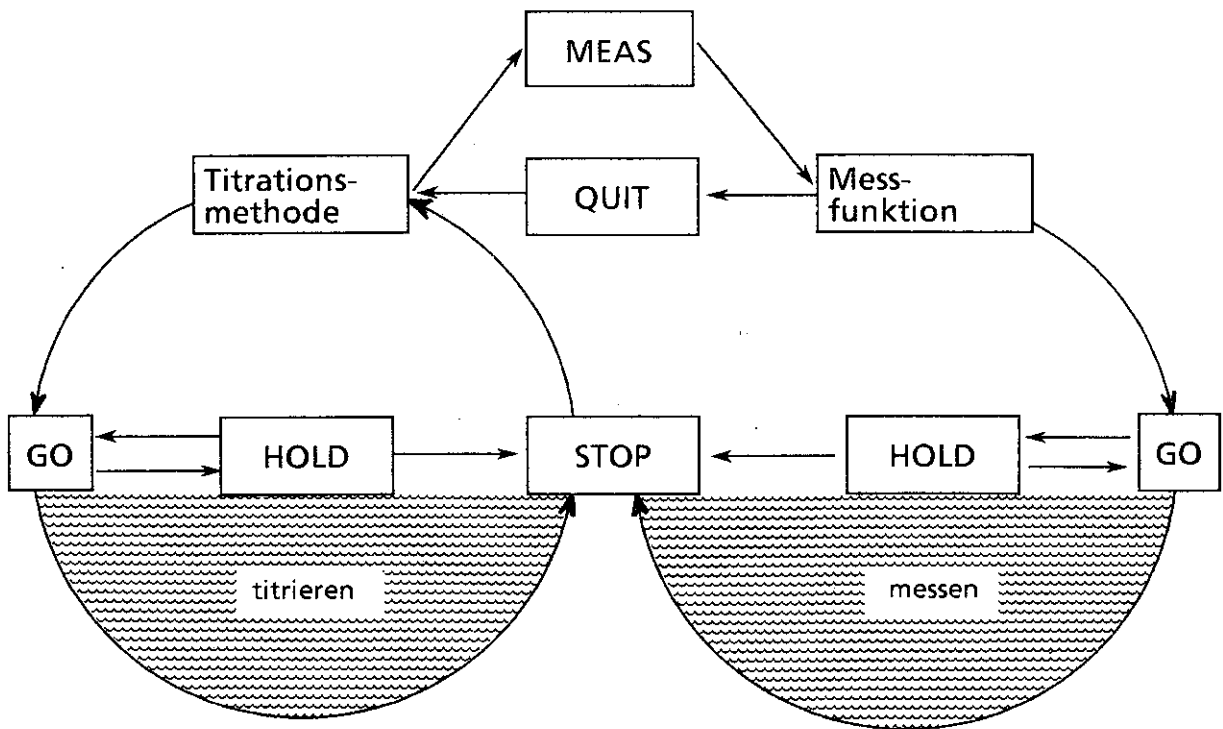 MEAS
Titrations-
methode
QUIT
Mess-
funktion
GO
HOLD
STOP
HOLD
GO
titrieren
messen